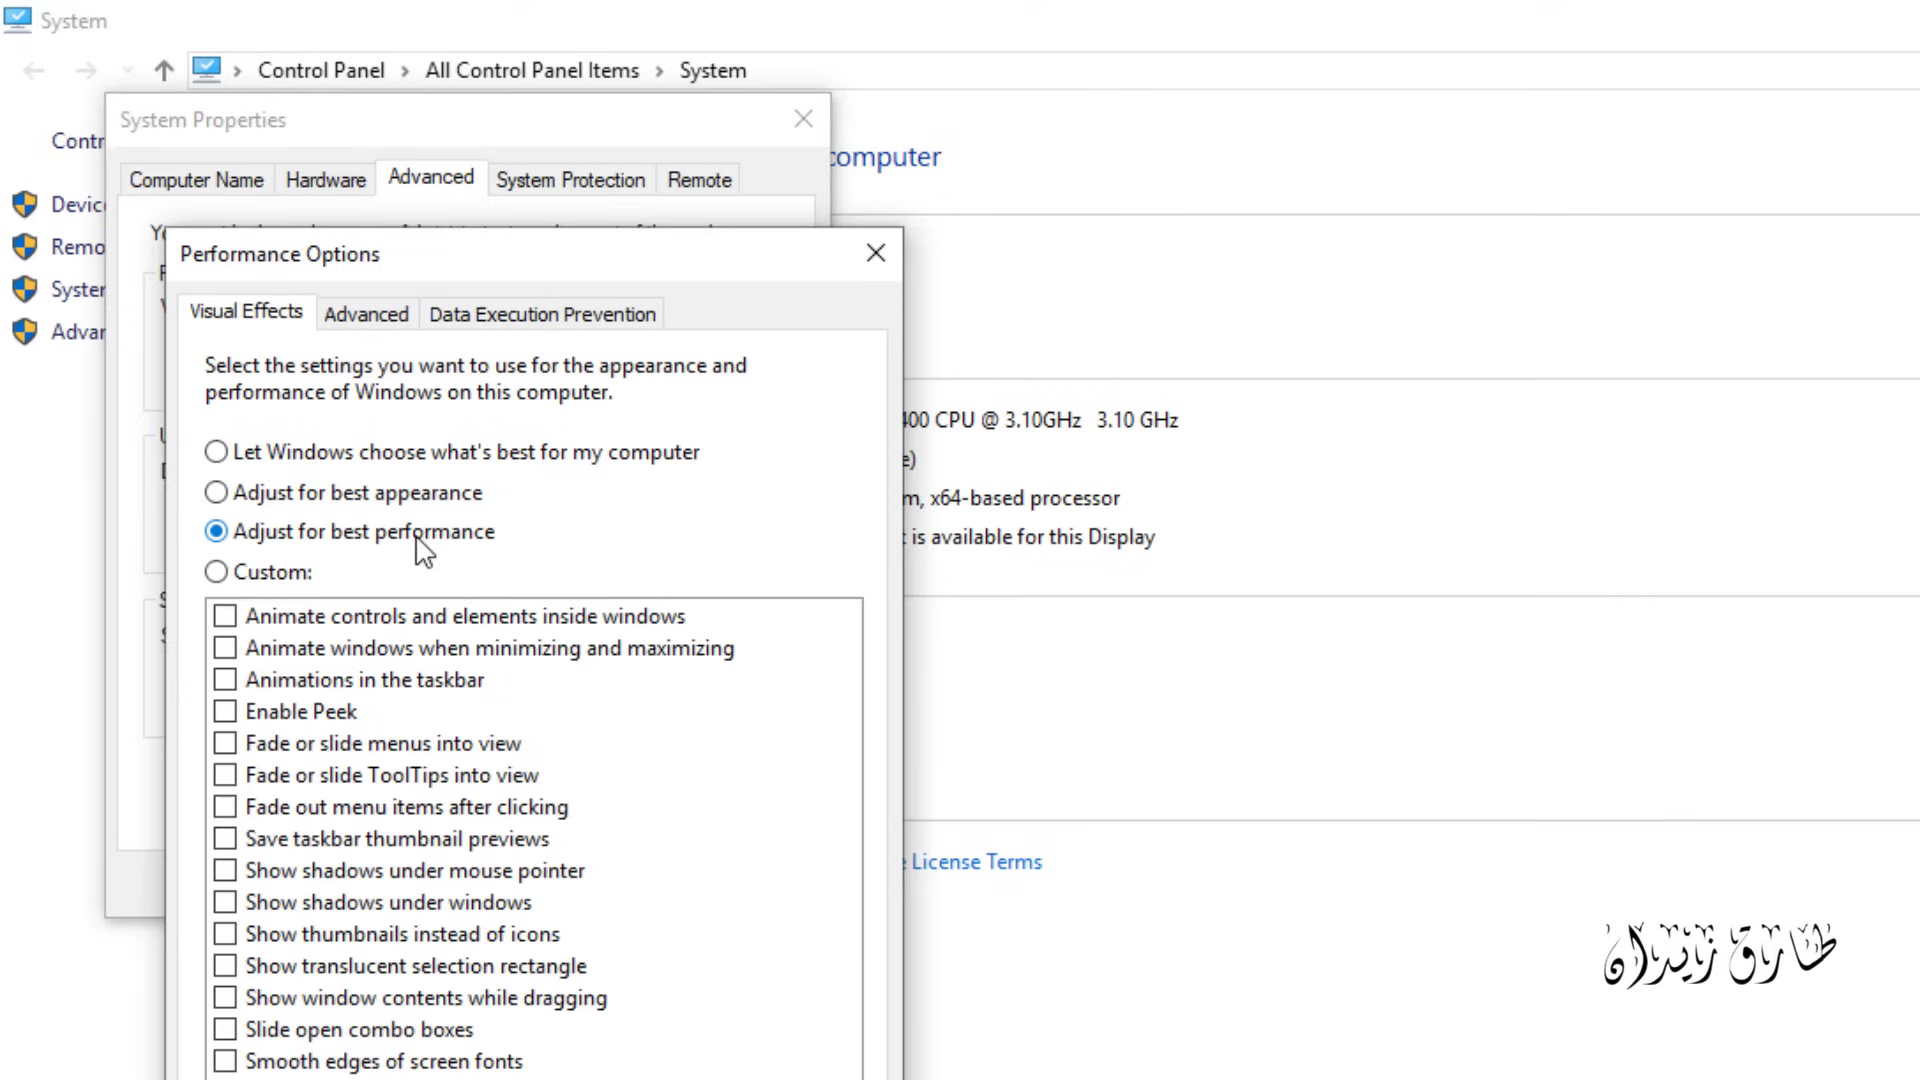 System
Control Panel > All Control Panel Items > System
System Properties
Contr
computer
Computer Name Hardware Advanced System Protection Remote
Devic
Remo
Syster
Advar
Performance Options
Visual Effects Advanced Data Execution Prevention
Select the settings you want to use for the appearance and
performance of Windows on this computer.
400 CPU @ 3.10GHz 3.10 GHz
Let Windows choose what's best for my computer
Adjust for best appearance
m, x64-based processor
Adjust for best performance
t is available for this Display
Custom:
Animate controls and elements inside windows
Animate windows when minimizing and maximizing
Animations in the taskbar
Enable Peek
Fade or slide menus into view
Fade or slide ToolTips into view
Fade out menu items after clicking
Save taskbar thumbnail previews
e License Terms
Show shadows under mouse pointer
Show shadows under windows
Show thumbnails instead of icons
Show translucent selection rectangle
Show window contents while dragging
Slide open combo boxes
Smooth edges of screen fonts
طارق زيدان